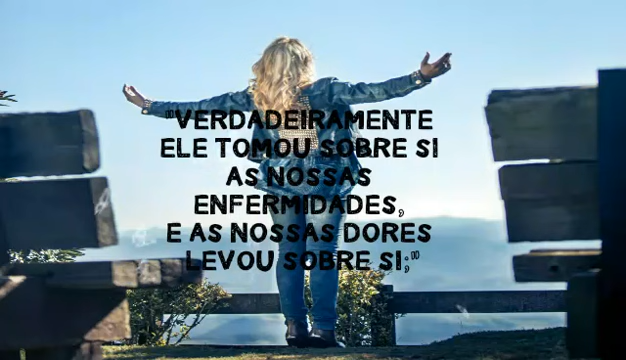 "VERDADEIRAMENTE
ELE TOMOU SOBRE SI
AS NOSSAS
ENFERMIDADES,
E AS NOSSAS DORES
LEVOU SOBRE SI;"